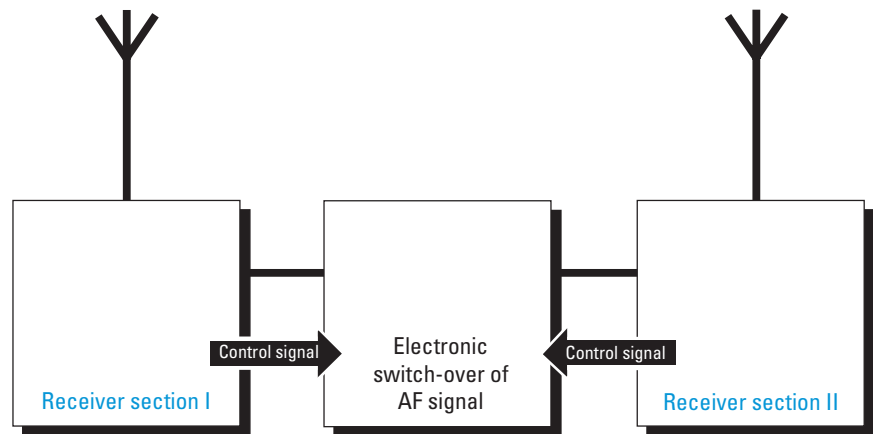 Control signal
Electronic
switch-over of
AF signal
Control signal
Receiver section I
Receiver section II